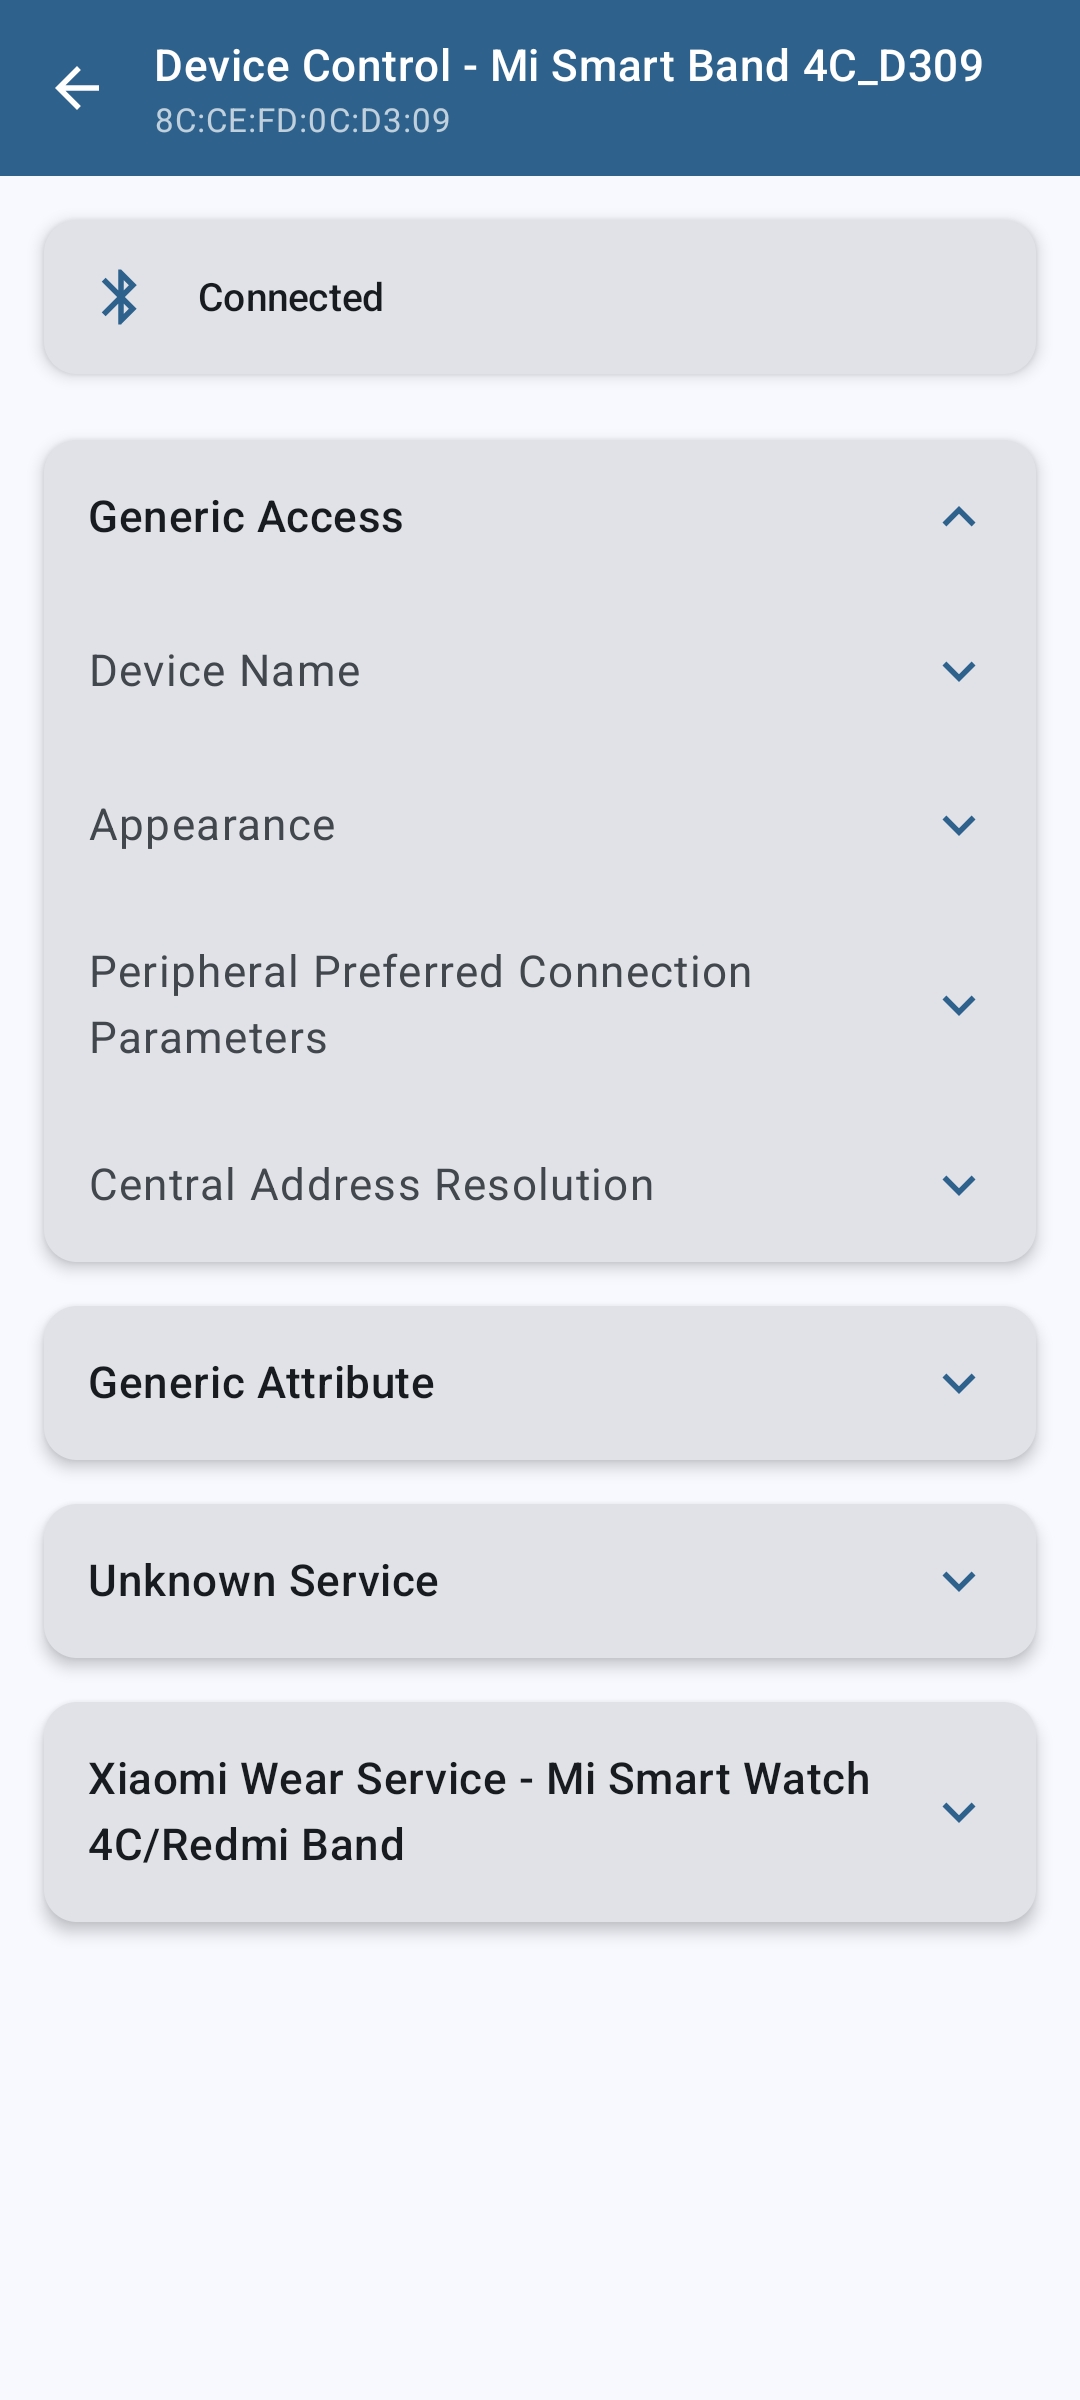 Device Control - Mi Smart Band 4C_D309
8C:CE:FD:0C:D3:09
Connected
Generic Access
Device Name
Appearance
Peripheral Preferred Connection
Parameters
Central Address Resolution
Generic Attribute
Unknown Service
Xiaomi Wear Service - Mi Smart Watch
4C/Redmi Band